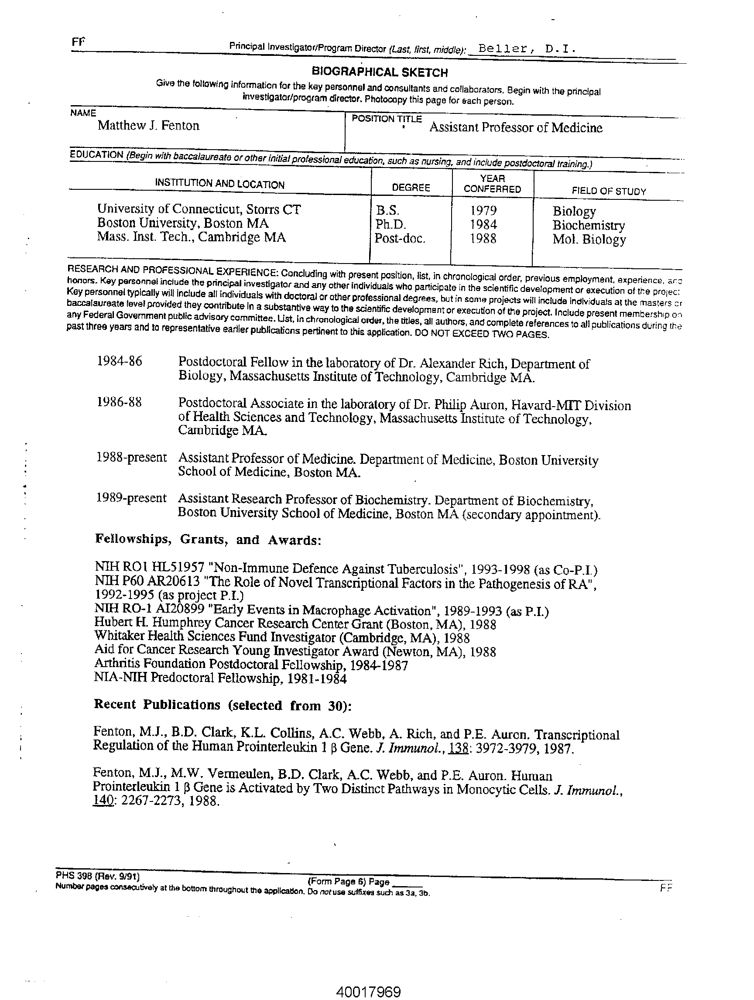 FF
Principal Investigator/Program Director (Last, first, middle): Beller, D.I.
BIOGRAPHICAL SKETCH
Give the following information for the key personnel and consultants and collaborators. Begin with the principal
investigator/program director. Photocopy this page for each person.
NAME
Matthew J. Fenton
POSITION TITLE
Assistant Professor of Medicine
EDUCATION (Begin with baccalaureate or other initial professional education, such as nursing, and include postdoctoral training.)
INSTITUTION AND LOCATION
DEGREE
YEAR
CONFERRED
FIELD OF STUDY
University of Connecticut, Storrs CT B.S. 1979 Biology
Boston University, Boston MA Ph.D. 1984 Biochemistry
Mass. Inst. Tech., Cambridge MA Post-doc. 1988 Mol. Biology
RESEARCH AND PROFESSIONAL EXPERIENCE: Concluding with present position, list, in chronological order, previous employment, experience, and
honors. Key personnel include the principal investigator and any other individuals who participate in the scientific development or execution of the project.
Key personnel typically will include all individuals with doctoral or other professional degrees, but in some projects will include individuals at the masters or
baccalaureate level provided they contribute in a substantive way to the scientific development or execution of the project. Include present membership on
any Federal Government public advisory committee. List, in chronological order, the titles, all authors, and complete references to all publications during the
past three years and to representative earlier publications pertinent to this application. DO NOT EXCEED TWO PAGES.
1984-86 Postdoctoral Fellow in the laboratory of Dr. Alexander Rich, Department of
Biology, Massachusetts Institute of Technology, Cambridge MA.
1986-88 Postdoctoral Associate in the laboratory of Dr. Philip Auron, Havard-MIT Division
of Health Sciences and Technology, Massachusetts Institute of Technology,
Cambridge MA.
1988-present Assistant Professor of Medicine. Department of Medicine, Boston University
School of Medicine, Boston MA.
1989-present Assistant Research Professor of Biochemistry. Department of Biochemistry,
Boston University School of Medicine, Boston MA (secondary appointment).
Fellowships, Grants, and Awards:
NIH RO1 HL51957 "Non-Immune Defence Against Tuberculosis", 1993-1998 (as Co-P.I.)
NIH P60 AR20613 "The Role of Novel Transcriptional Factors in the Pathogenesis of RA",
1992-1995 (as project P.I.)
NIH RO-1 AI20899 "Early Events in Macrophage Activation", 1989-1993 (as P.I.)
Hubert H. Humphrey Cancer Research Center Grant (Boston, MA), 1988
Whitaker Health Sciences Fund Investigator (Cambridge, MA), 1988
Aid for Cancer Research Young Investigator Award (Newton, MA), 1988
Arthritis Foundation Postdoctoral Fellowship, 1984-1987
NIA-NIH Predoctoral Fellowship, 1981-1984
Recent Publications (selected from 30):
Fenton, M.J., B.D. Clark, K.L. Collins, A.C. Webb, A. Rich, and P.E. Auron. Transcriptional
Regulation of the Human Prointerleukin 1 β Gene. J. Immunol., 138: 3972-3979, 1987.
Fenton, M.J., M.W. Vermeulen, B.D. Clark, A.C. Webb, and P.E. Auron. Human
Prointerleukin 1 β Gene is Activated by Two Distinct Pathways in Monocytic Cells. J. Immunol.,
140: 2267-2273, 1988.
PHS 398 (Rev. 9/91)
(Form Page 6) Page
Number pages consecutively at the bottom throughout the application. Do not use suffixes such as 3a, 3b.
FF
40017969